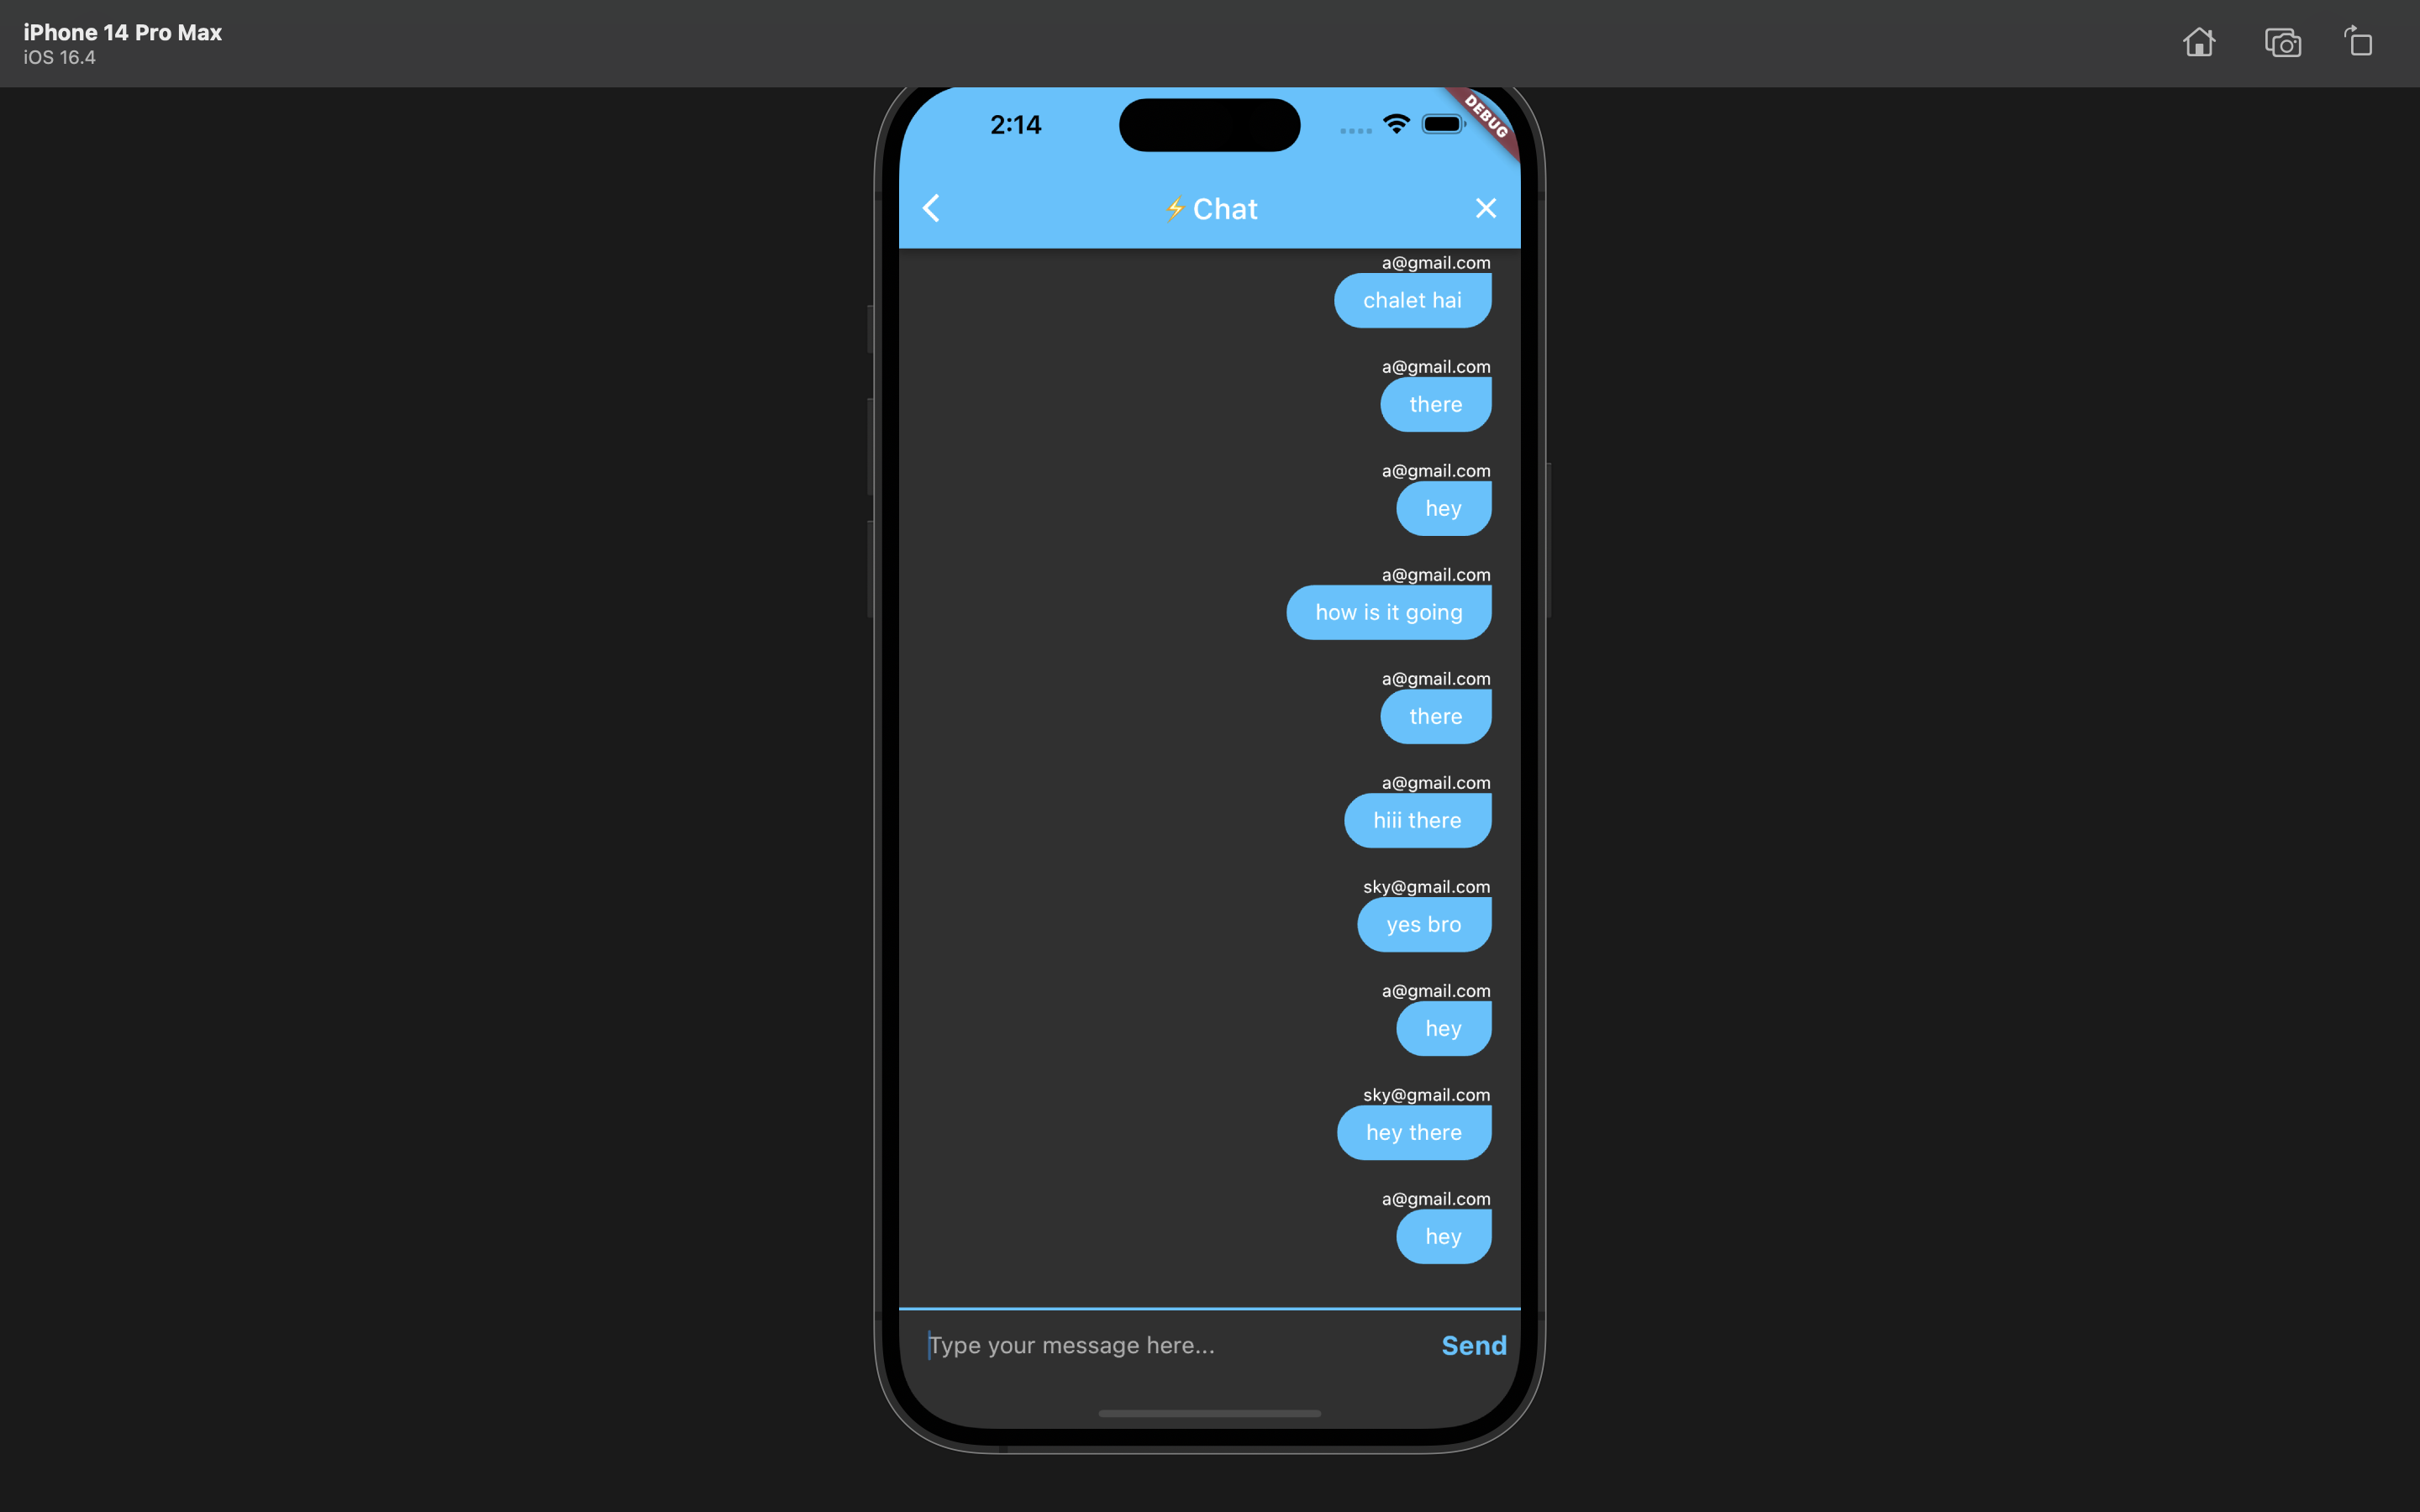 iPhone 14 Pro Max
iOS 16.4
2:14
DEBUG
⚡Chat
a@gmail.com
chalet hai
a@gmail.com
there
a@gmail.com
hey
a@gmail.com
how is it going
a@gmail.com
there
a@gmail.com
hiii there
sky@gmail.com
yes bro
a@gmail.com
hey
sky@gmail.com
hey there
a@gmail.com
hey
Type your message here...
Send